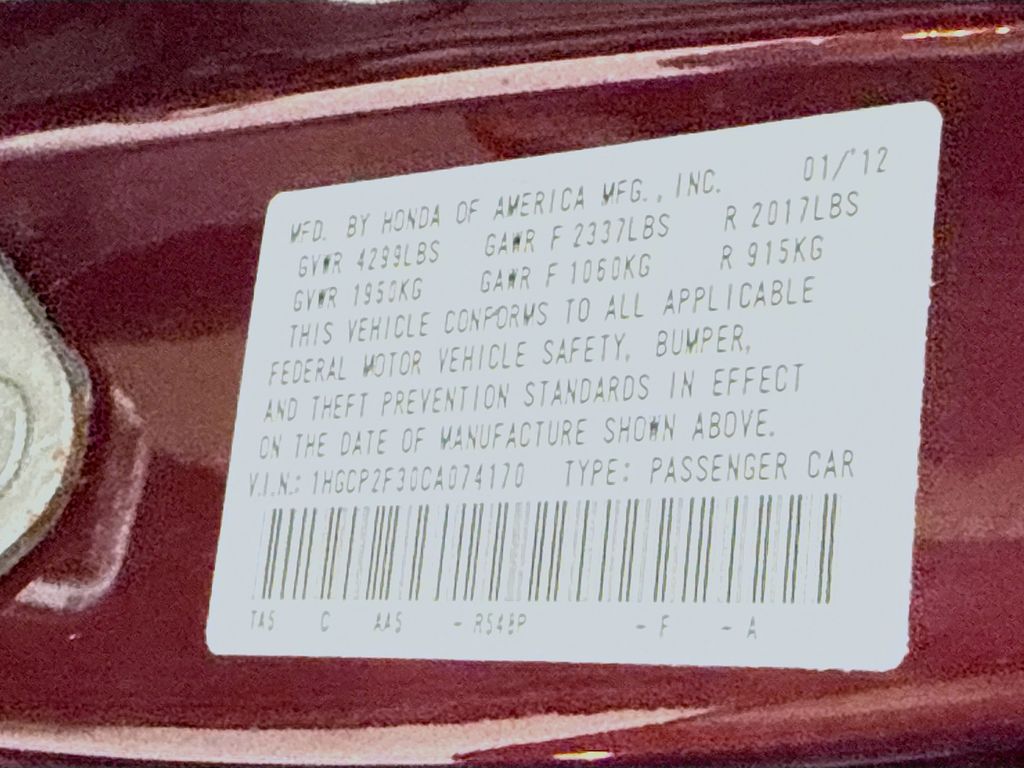 MFD. BY HONDA OF AMERICA MFG., INC. 01/'12
GVWR 4299LBS GAWR F 2337LBS R 2017LBS
GVWR 1950KG GAWR F 1060KG R 915KG
THIS VEHICLE CONFORMS TO ALL APPLICABLE
FEDERAL MOTOR VEHICLE SAFETY, BUMPER,
AND THEFT PREVENTION STANDARDS IN EFFECT
ON THE DATE OF MANUFACTURE SHOWN ABOVE.
V.I.N.: 1HGCP2F30CA074170 TYPE: PASSENGER CAR
TA5 C AA5 - R548P - F - A